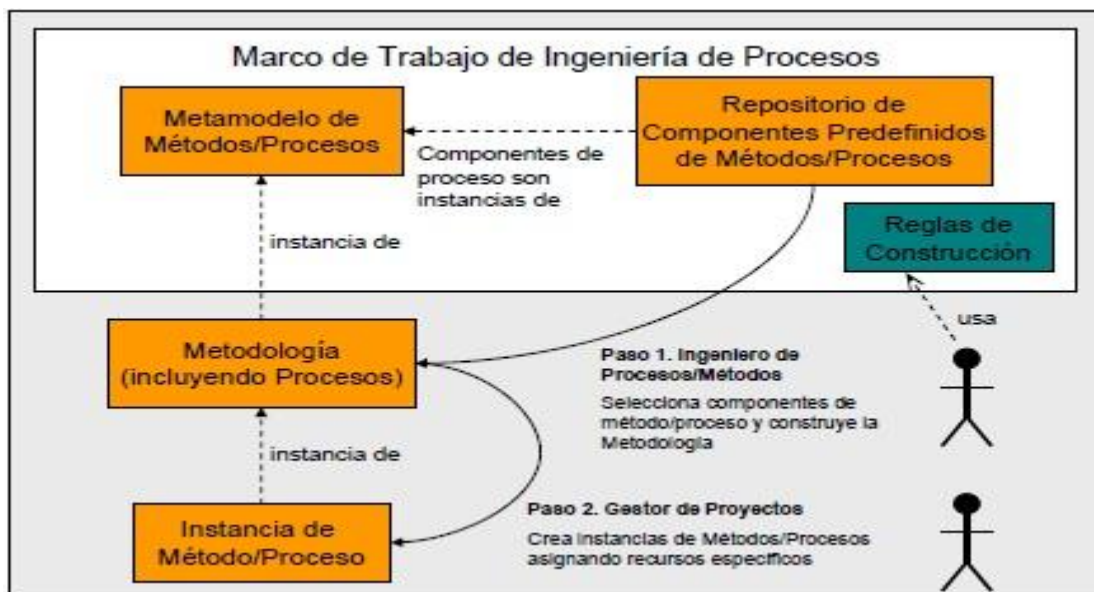 Marco de Trabajo de Ingeniería de Procesos
Metamodelo de
Métodos/Procesos
Repositorio de
Componentes Predefinidos
de Métodos/Procesos
Componentes de
proceso son
instancias de
instancia de
Reglas de
Construcción
usa
Metodología
(incluyendo Procesos)
Paso 1. Ingeniero de
Procesos/Métodos
Selecciona componentes de
método/proceso y construye la
Metodología
instancia de
Instancia de
Método/Proceso
Paso 2. Gestor de Proyectos
Crea instancias de Métodos/Procesos
asignando recursos específicos